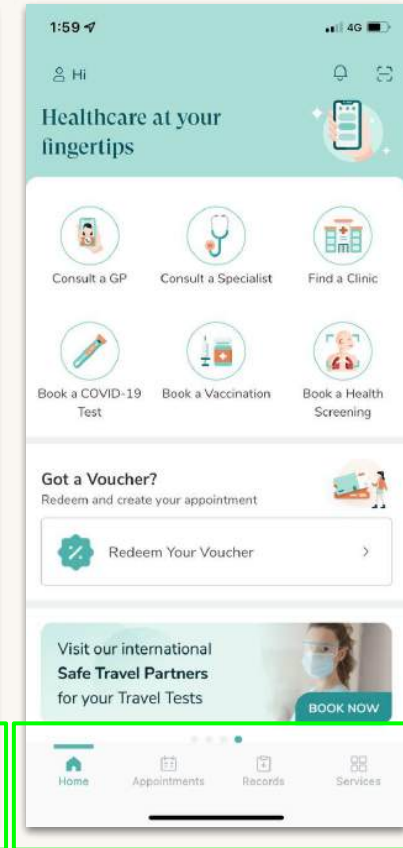 1:59
4G
Hi
Healthcare at your
fingertips
Consult a GP
Consult a Specialist
Find a Clinic
Book a COVID-19
Test
Book a Vaccination
Book a Health
Screening
Got a Voucher?
Redeem and create your appointment
Redeem Your Voucher
Visit our international
Safe Travel Partners
for your Travel Tests
BOOK NOW
Home
Appointments
Records
Services